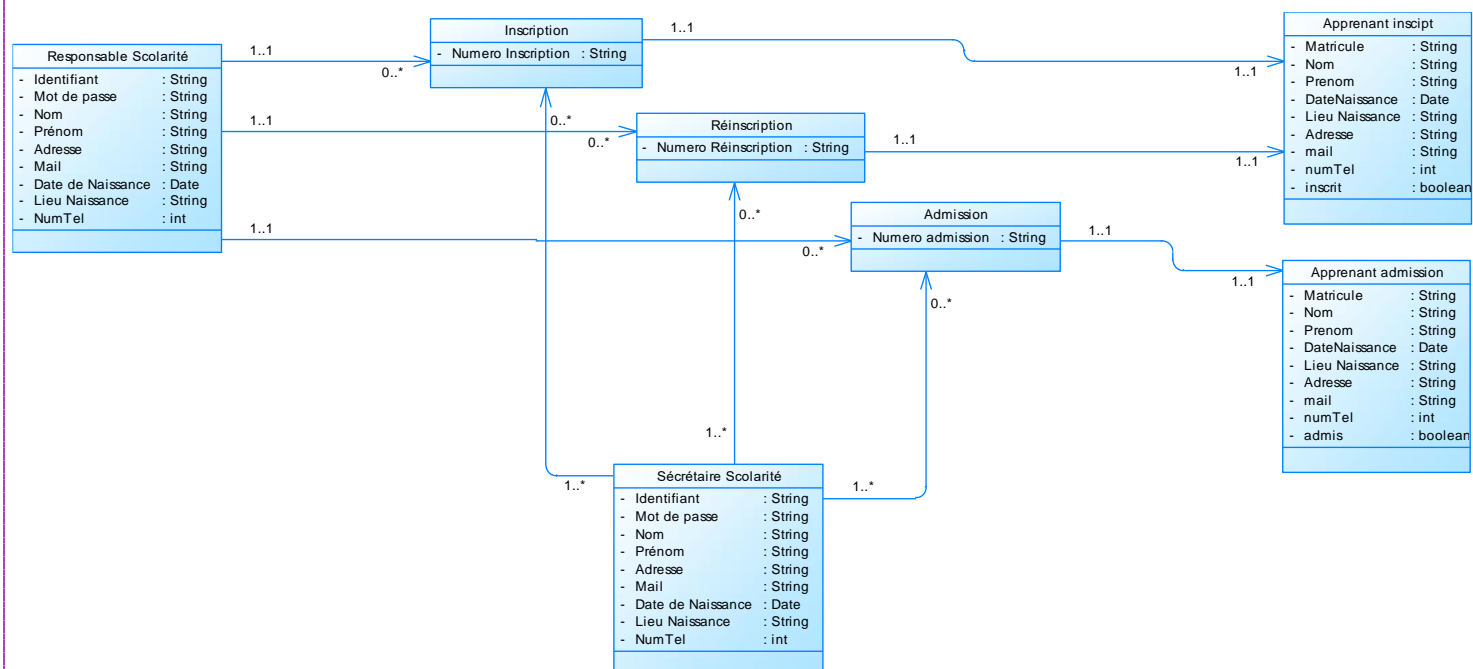 Responsable Scolarité
- Identifiant : String
- Mot de passe : String
- Nom : String
- Prénom : String
- Adresse : String
- Mail : String
- Date de Naissance : Date
- Lieu Naissance : String
- NumTel : int
1..1
0..*
1..1
0..*
1..1
0..*
Inscription
- Numero Inscription : String
1..1
1..1
0..*
Réinscription
- Numero Réinscription : String
1..1
1..1
0..*
Admission
- Numero admission : String
1..1
1..1
0..*
Apprenant inscipt
- Matricule : String
- Nom : String
- Prenom : String
- DateNaissance : Date
- Lieu Naissance : String
- Adresse : String
- mail : String
- numTel : int
- inscrit : boolean
Apprenant admission
- Matricule : String
- Nom : String
- Prenom : String
- DateNaissance : Date
- Lieu Naissance : String
- Adresse : String
- mail : String
- numTel : int
- admis : boolean
1..*
1..*
1..*
Sécrétaire Scolarité
- Identifiant : String
- Mot de passe : String
- Nom : String
- Prénom : String
- Adresse : String
- Mail : String
- Date de Naissance : Date
- Lieu Naissance : String
- NumTel : int